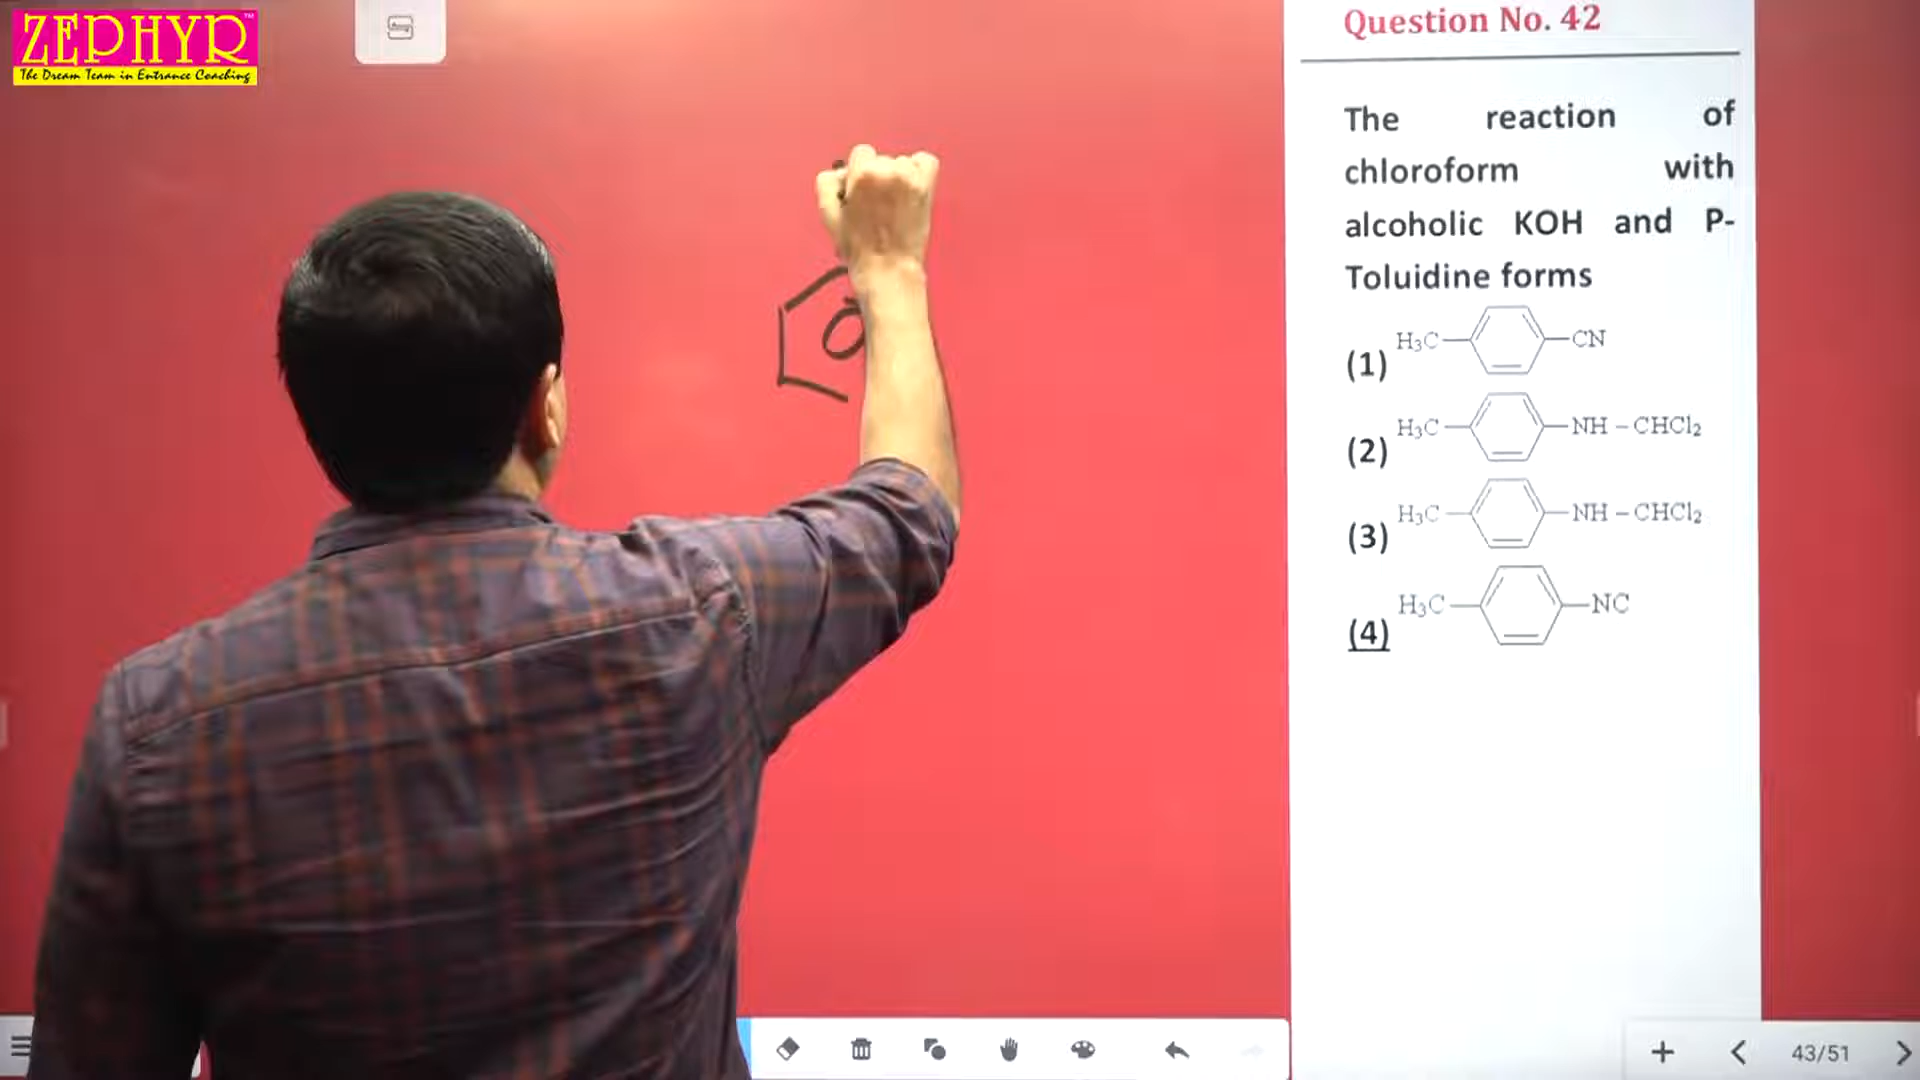 ZEPHYR™
The Dream Team in Entrance Coaching
Question No. 42
The reaction of
chloroform with
alcoholic KOH and P-
Toluidine forms
(1) H₃C CN
(2) H₃C NH – CHCl₂
(3) H₃C NH – CHCl₂
(4) H₃C NC
43/51